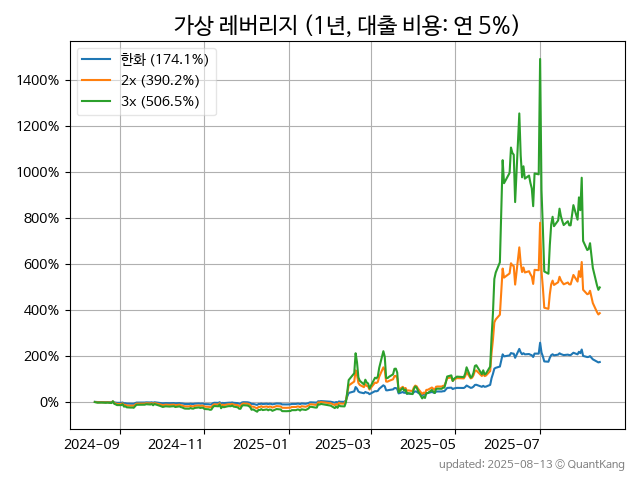 가상 레버리지 (1년, 대출 비용: 연 5%)
한화 (174.1%)
2x (390.2%)
3x (506.5%)
1400%
1200%
1000%
800%
600%
400%
200%
0%
2024-09 2024-11 2025-01 2025-03 2025-05 2025-07
updated: 2025-08-13 © QuantKang